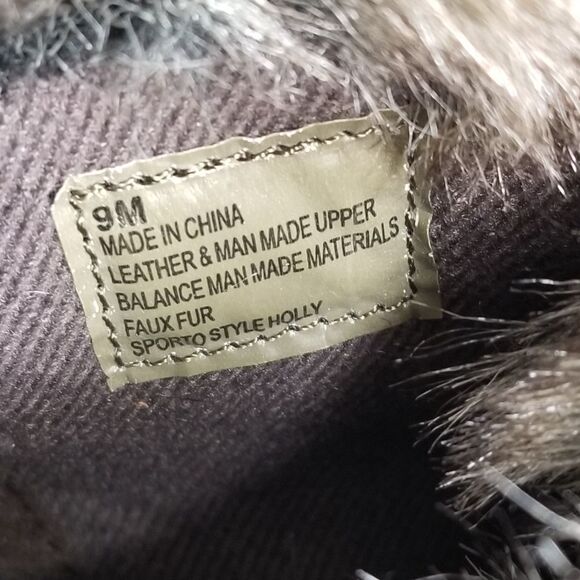 9M
MADE IN CHINA
LEATHER & MAN MADE UPPER
BALANCE MAN MADE MATERIALS
FAUX FUR
SPORTO STYLE HOLLY